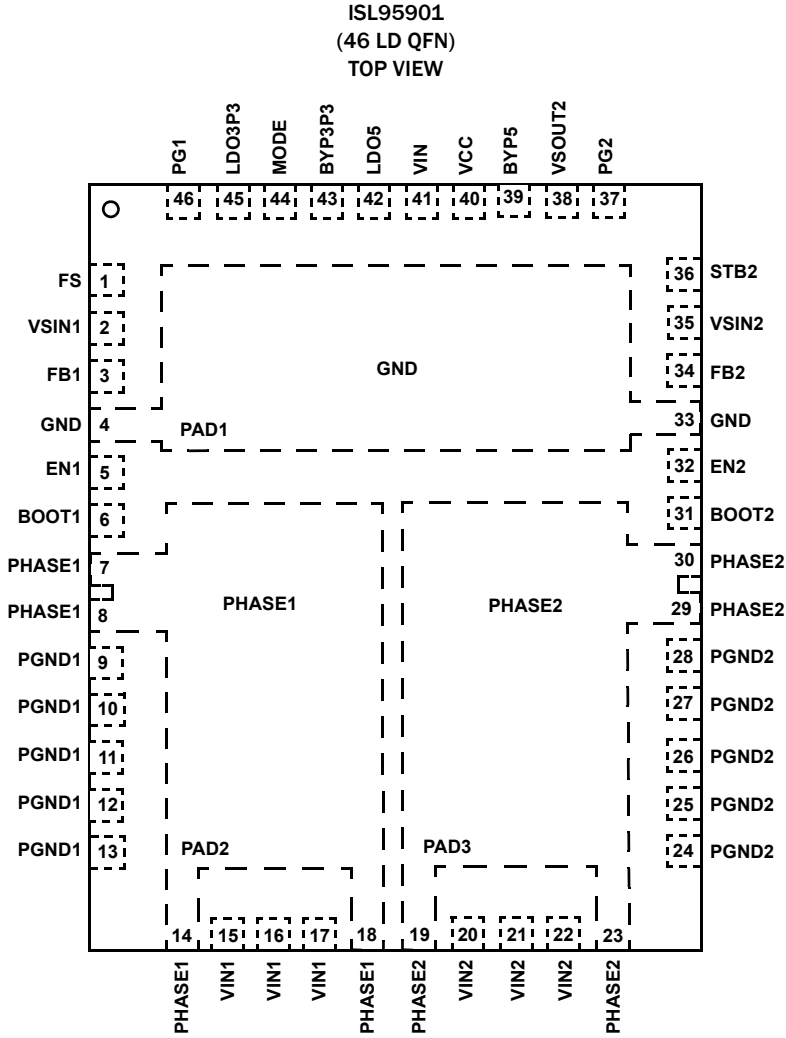 ISL95901
(46 LD QFN)
TOP VIEW
PG1
LDO3P3
MODE
BYP3P3
LDO5
VIN
VCC
BYP5
VSOUT2
PG2
46
45
44
43
42
41
40
39
38
37
FS 1
VSIN1 2
FB1 3
GND 4
EN1 5
BOOT1 6
PHASE1 7
PHASE1 8
PGND1 9
PGND1 10
PGND1 11
PGND1 12
PGND1 13
GND
PAD1
PHASE1
PHASE2
PAD2
PAD3
36 STB2
35 VSIN2
34 FB2
33 GND
32 EN2
31 BOOT2
30 PHASE2
29 PHASE2
28 PGND2
27 PGND2
26 PGND2
25 PGND2
24 PGND2
14
15
16
17
18
19
20
21
22
23
PHASE1
VIN1
VIN1
VIN1
PHASE1
PHASE2
VIN2
VIN2
VIN2
PHASE2